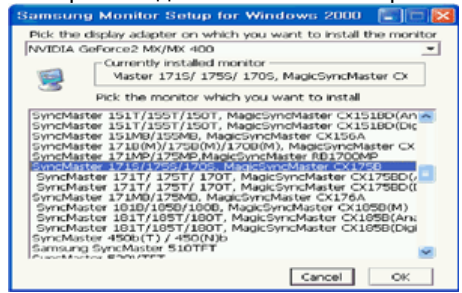 Samsung Monitor Setup for Windows 2000
Pick the display adapter on which you want to install the monitor
NVIDIA GeForce2 MX/MX 400
Currently installed monitor
Master 171S/ 175S/ 170S, MagicSyncMaster CX
Pick the monitor which you want to install
SyncMaster 151T/155T/150T, MagicSyncMaster CX151BD(An
SyncMaster 151T/155T/150T, MagicSyncMaster CX151BD(Dig
SyncMaster 151MB/155MB, MagicSyncMaster CX156A
SyncMaster 171B(M)/175B(M)/170B(M), MagicSyncMaster CX
SyncMaster 171MP/175MP,MagicSyncMaster RB1700MP
SyncMaster 171S/175S/170S, MagicSyncMaster CX175B
SyncMaster 171T/ 175T/ 170T, MagicSyncMaster CX175BD(A
SyncMaster 171T/ 175T/ 170T, MagicSyncMaster CX175BD(D
SyncMaster 171MB/175MB, MagicSyncMaster CX176A
SyncMaster 181B/185B/180B, MagicSyncMaster CX185B(M)
SyncMaster 181T/185T/180T, MagicSyncMaster CX185B(Ana
SyncMaster 181T/185T/180T, MagicSyncMaster CX185B(Digi
SyncMaster 450b(T) / 450(N)b
Samsung SyncMaster 510TFT
Cancel OK